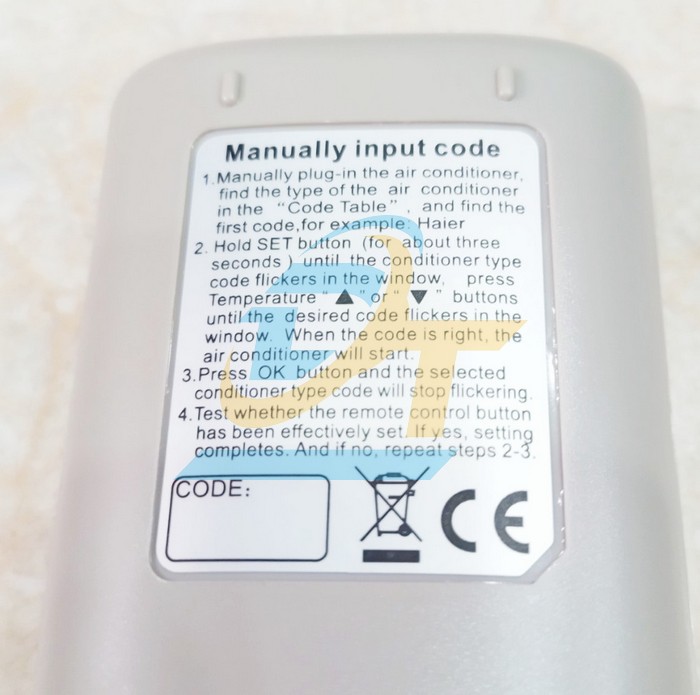 Manually input code
1.Manually plug-in the air conditioner,
find the type of the air conditioner
in the “Code Table”, and find the
first code,for example: Haier
2. Hold SET button (for about three
seconds) until the conditioner type
code flickers in the window, press
Temperature “▲” or “▼” buttons
until the desired code flickers in the
window. When the code is right, the
air conditioner will start.
3.Press OK button and the selected
conditioner type code will stop flickering.
4.Test whether the remote control button
has been effectively set. If yes, setting
completes. And if no, repeat steps 2-3.
CODE:
CE